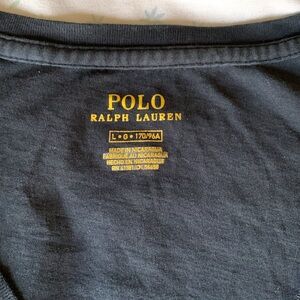 POLO
RALPH LAUREN
L • G • 170/96A
MADE IN NICARAGUA
FABRIQUÉ AU NICARAGUA
HECHO EN NICARAGUA